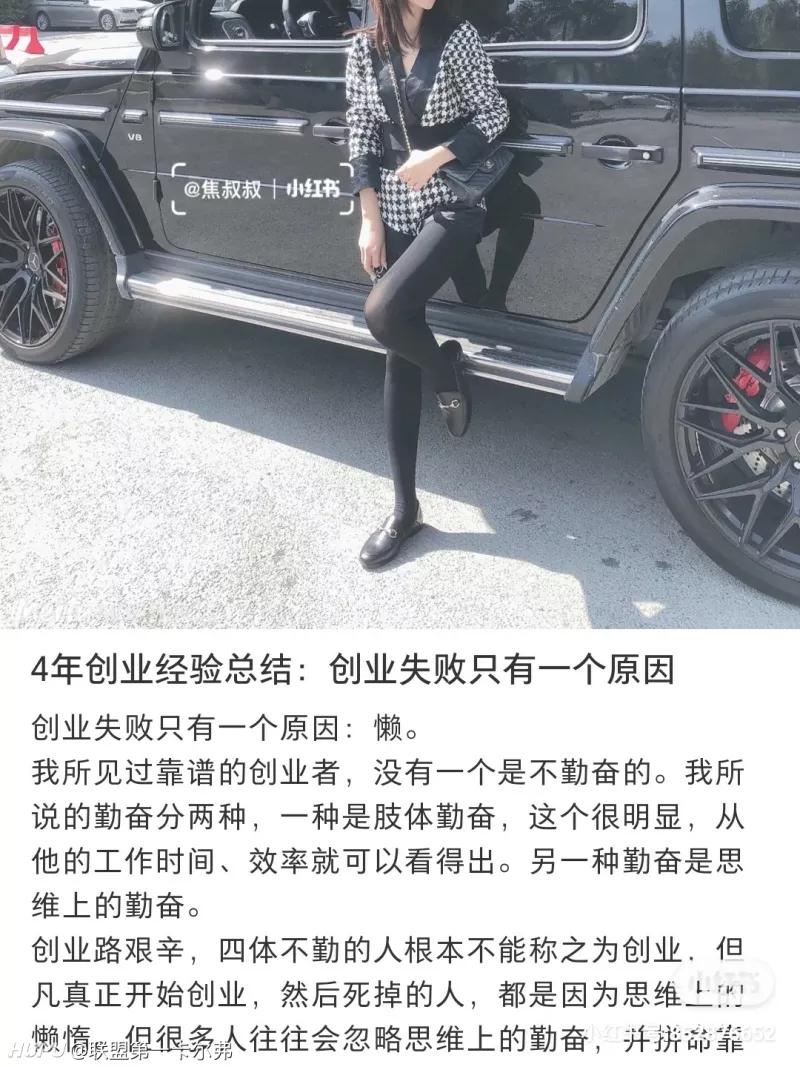 V8
@焦叔叔 | 小红书
4年创业经验总结：创业失败只有一个原因
创业失败只有一个原因：懒。
我所见过靠谱的创业者，没有一个是不勤奋的。我所
说的勤奋分两种，一种是肢体勤奋，这个很明显，从
他的工作时间、效率就可以看得出。另一种勤奋是思
维上的勤奋。
创业路艰辛，四体不勤的人根本不能称之为创业，但
凡真正开始创业，然后死掉的人，都是因为思维上的
小红书
懒惰。但很多人往往会忽略思维上的勤奋，并拼命靠
HUPU @联盟第一卡尔弗